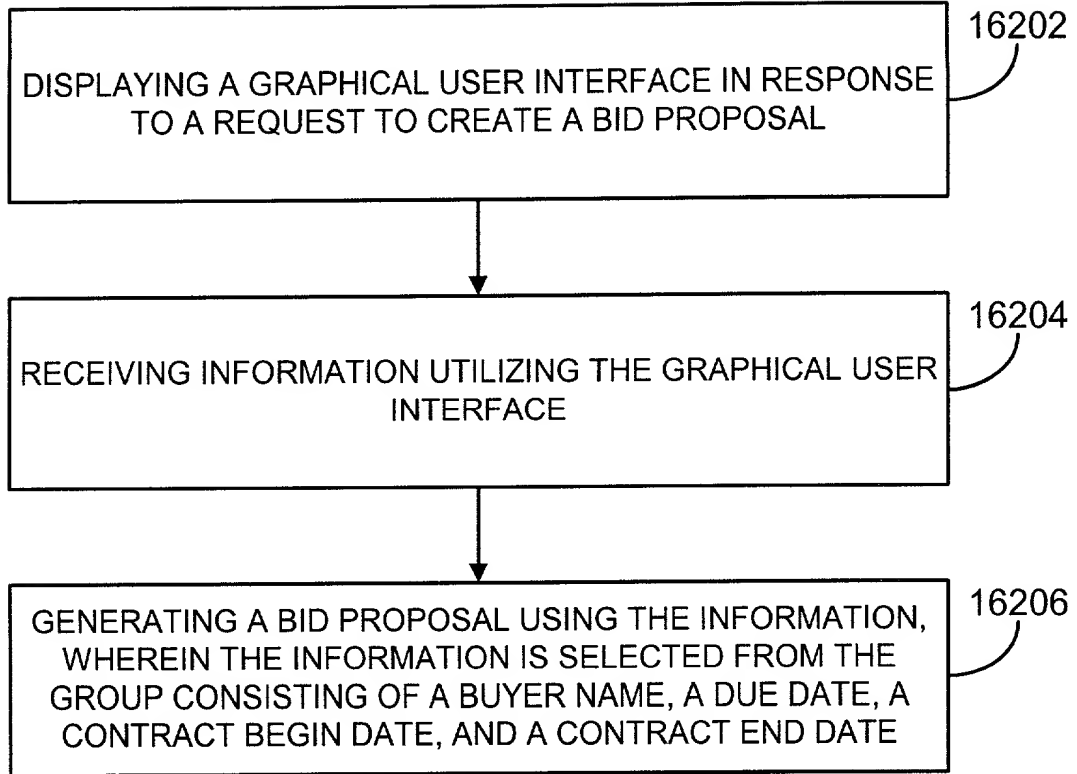 16202
DISPLAYING A GRAPHICAL USER INTERFACE IN RESPONSE
TO A REQUEST TO CREATE A BID PROPOSAL
16204
RECEIVING INFORMATION UTILIZING THE GRAPHICAL USER
INTERFACE
16206
GENERATING A BID PROPOSAL USING THE INFORMATION,
WHEREIN THE INFORMATION IS SELECTED FROM THE
GROUP CONSISTING OF A BUYER NAME, A DUE DATE, A
CONTRACT BEGIN DATE, AND A CONTRACT END DATE